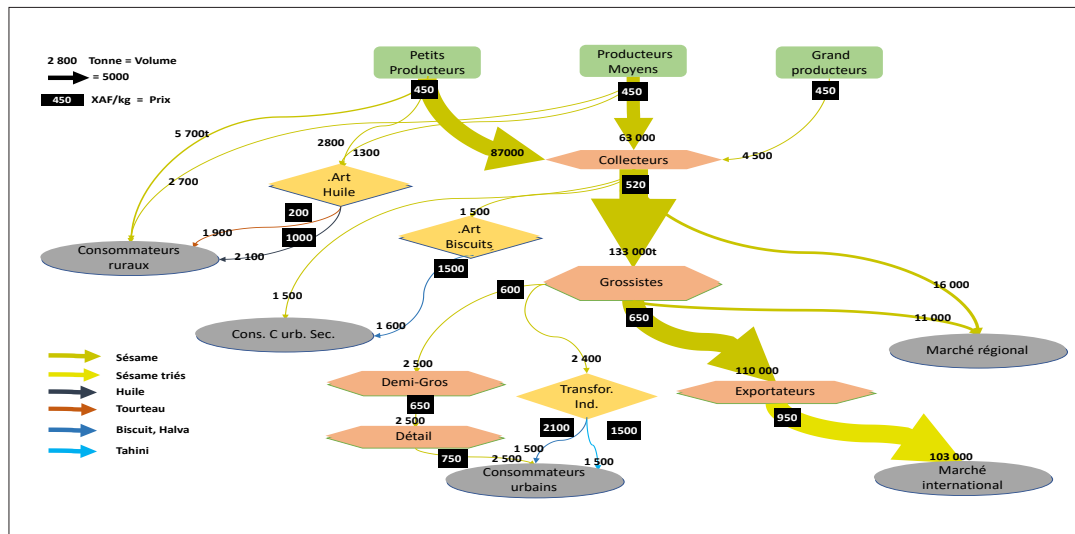 Petits
Producteurs
Producteurs
Moyens
Grand
producteurs
2 800 Tonne = Volume
= 5000
450 XAF/kg = Prix
450
450
450
5 700t
2800
1300
87000
63 000
4 500
Collecteurs
2 700
.Art
Huile
520
200
1 500
1 900
1000
.Art
Biscuits
Consommateurs
ruraux
2 100
1500
133 000t
Grossistes
16 000
600
1 500
650
11 000
1 600
Cons. C urb. Sec.
Marché régional
2 500
2 400
110 000
Demi-Gros
Transfor.
Ind.
Exportateurs
650
950
2 500
2100
1500
Détail
750
2 500
1 500
1 500
103 000
Consommateurs
urbains
Marché
international
Sésame
Sésame triés
Huile
Tourteau
Biscuit, Halva
Tahini